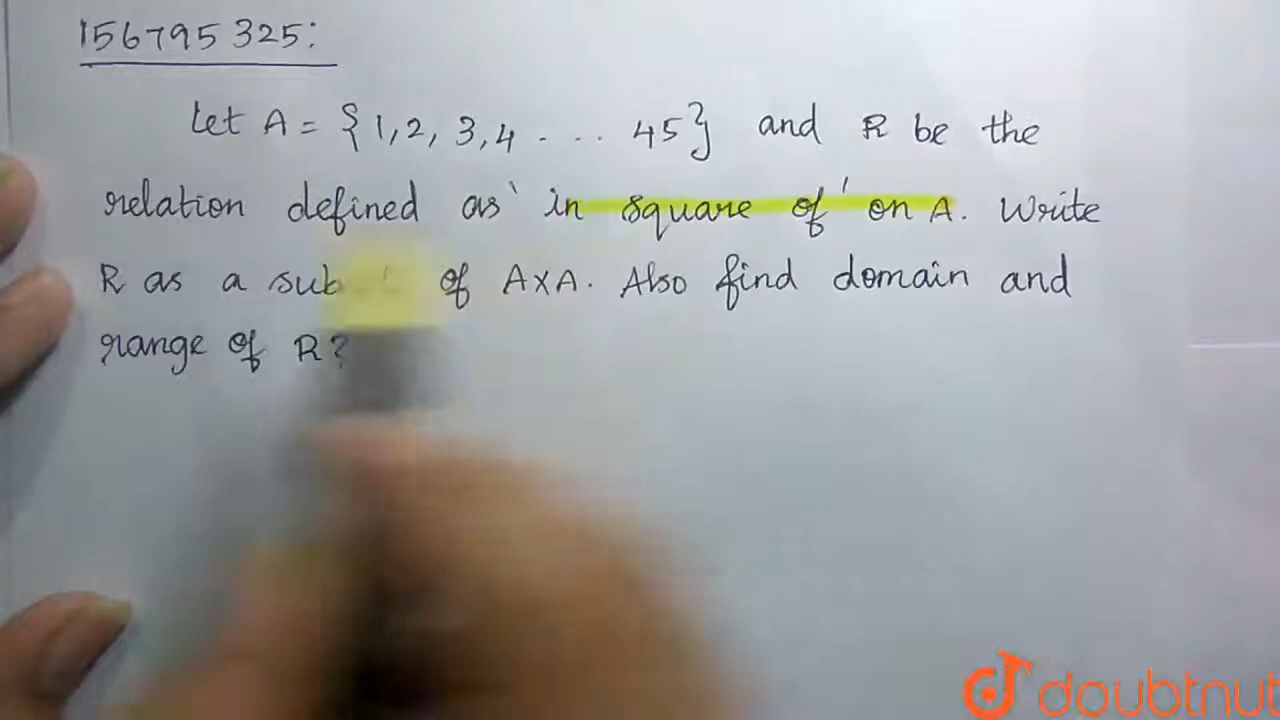 156795325:
Let A = {1, 2, 3, 4 - ... 45} and R be the
relation defined as ' in square of ' on A. Write
R as a sub of A×A. Also find domain and
range of R?
doubtnut